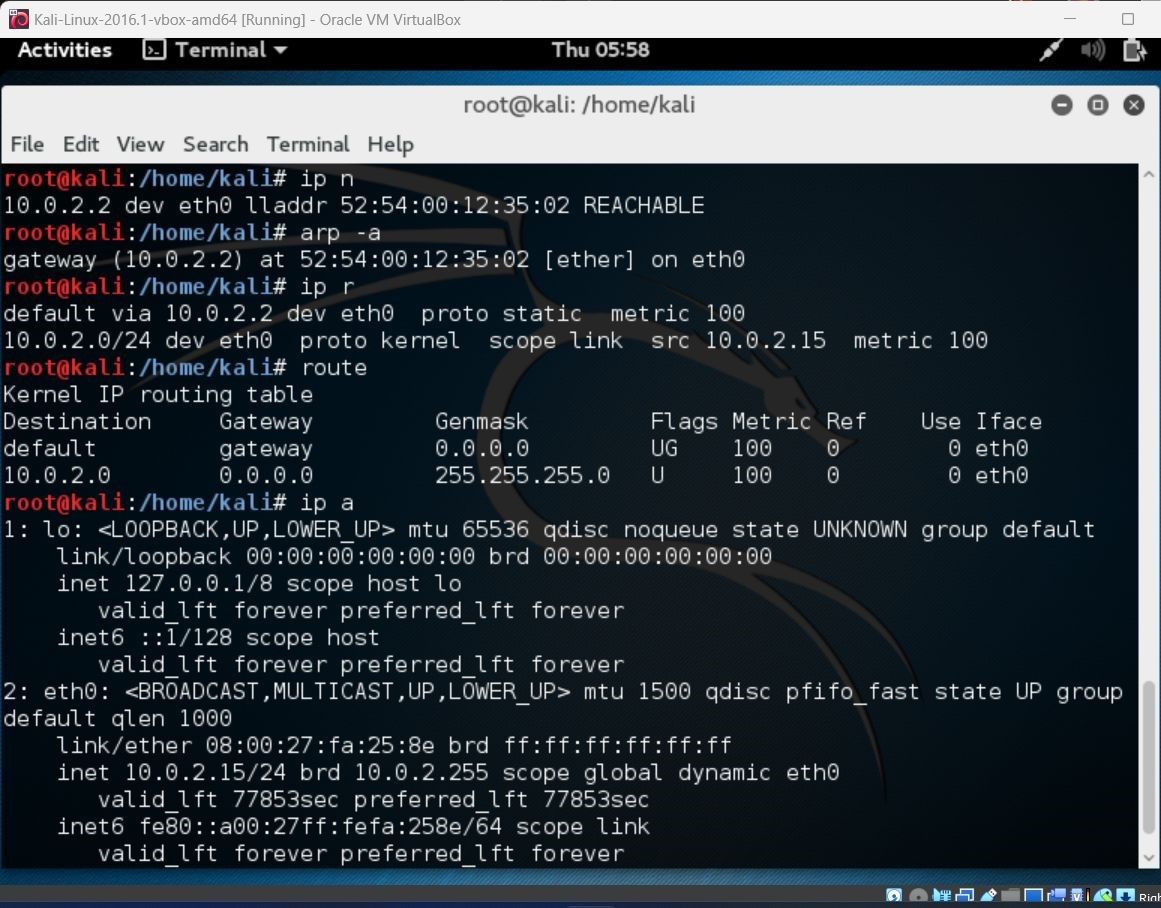 Kali-Linux-2016.1-vbox-amd64 [Running] - Oracle VM VirtualBox
Activities Terminal Thu 05:58
root@kali: /home/kali
File Edit View Search Terminal Help
root@kali:/home/kali# ip n
10.0.2.2 dev eth0 lladdr 52:54:00:12:35:02 REACHABLE
root@kali:/home/kali# arp -a
gateway (10.0.2.2) at 52:54:00:12:35:02 [ether] on eth0
root@kali:/home/kali# ip r
default via 10.0.2.2 dev eth0  proto static  metric 100
10.0.2.0/24 dev eth0  proto kernel  scope link  src 10.0.2.15  metric 100
root@kali:/home/kali# route
Kernel IP routing table
Destination     Gateway         Genmask         Flags Metric Ref    Use Iface
default         gateway         0.0.0.0         UG    100    0        0 eth0
10.0.2.0        0.0.0.0         255.255.255.0   U     100    0        0 eth0
root@kali:/home/kali# ip a
1: lo: <LOOPBACK,UP,LOWER_UP> mtu 65536 qdisc noqueue state UNKNOWN group default
    link/loopback 00:00:00:00:00:00 brd 00:00:00:00:00:00
    inet 127.0.0.1/8 scope host lo
       valid_lft forever preferred_lft forever
    inet6 ::1/128 scope host
       valid_lft forever preferred_lft forever
2: eth0: <BROADCAST,MULTICAST,UP,LOWER_UP> mtu 1500 qdisc pfifo_fast state UP group
default qlen 1000
    link/ether 08:00:27:fa:25:8e brd ff:ff:ff:ff:ff:ff
    inet 10.0.2.15/24 brd 10.0.2.255 scope global dynamic eth0
       valid_lft 77853sec preferred_lft 77853sec
    inet6 fe80::a00:27ff:fefa:258e/64 scope link
       valid_lft forever preferred_lft forever
Righ